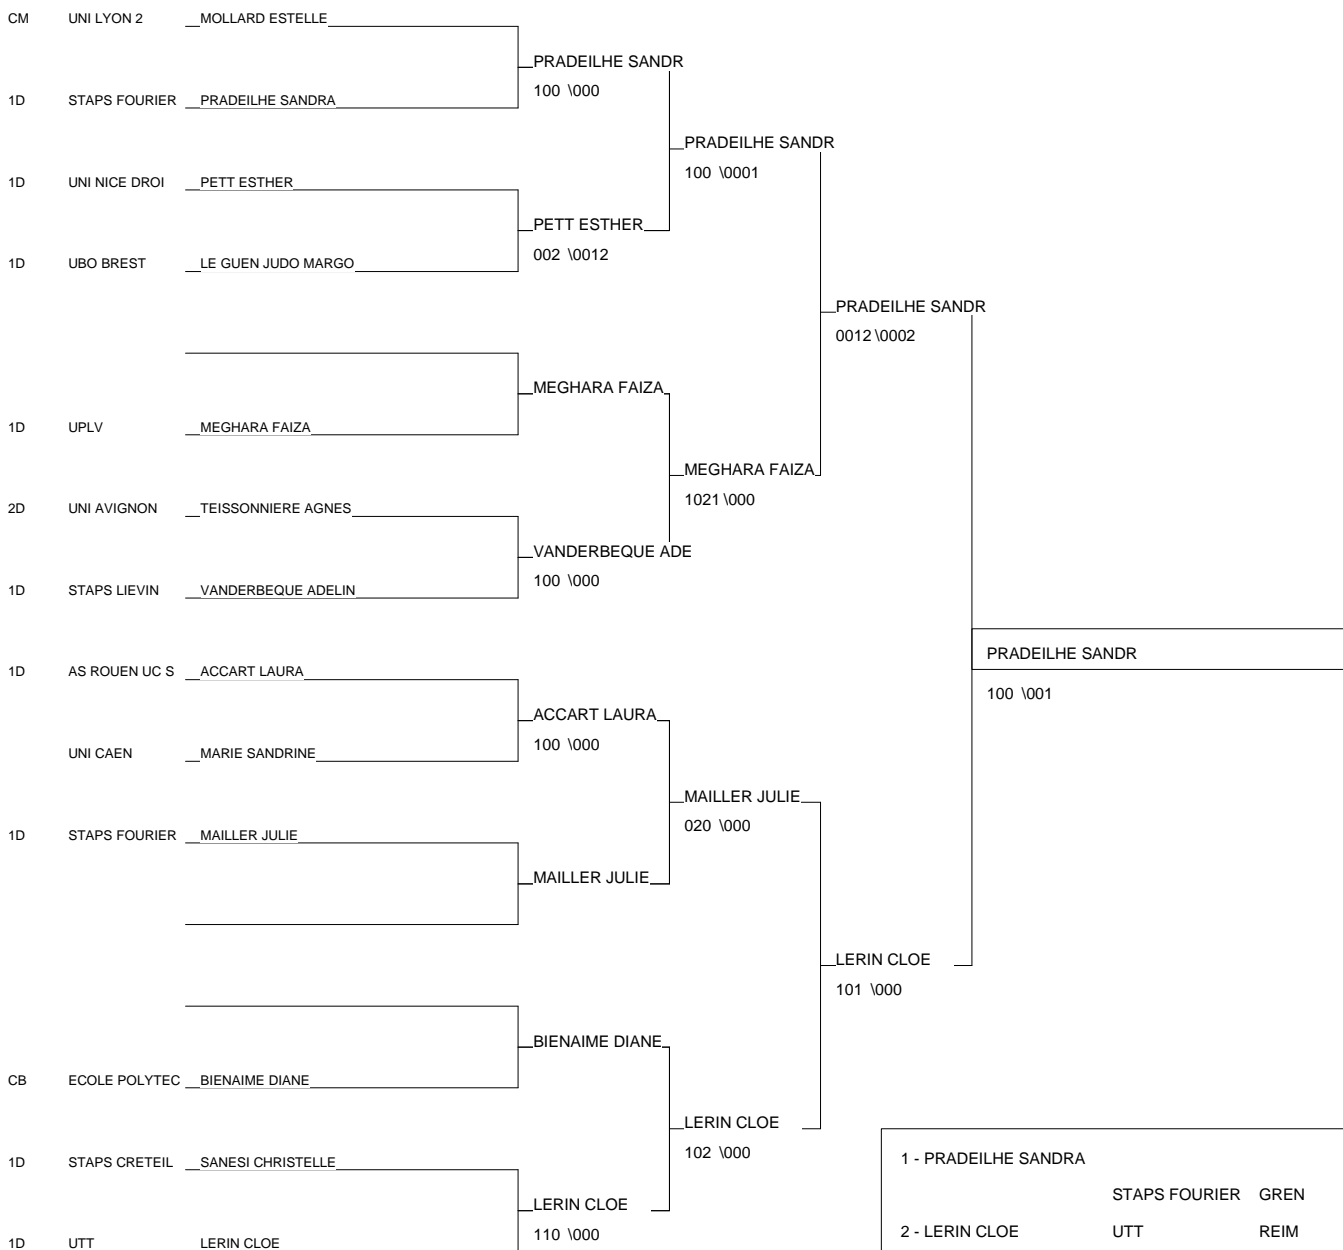 CM UNI LYON 2 MOLLARD ESTELLE
PRADEILHE SANDR
100 \000
1D STAPS FOURIER PRADEILHE SANDRA
PRADEILHE SANDR
100 \0001
1D UNI NICE DROI PETT ESTHER
PETT ESTHER
002 \0012
1D UBO BREST LE GUEN JUDO MARGO
PRADEILHE SANDR
0012 \0002
MEGHARA FAIZA
1D UPLV MEGHARA FAIZA
MEGHARA FAIZA
1021 \000
2D UNI AVIGNON TEISSONNIERE AGNES
VANDERBEQUE ADE
100 \000
1D STAPS LIEVIN VANDERBEQUE ADELIN
PRADEILHE SANDR
100 \001
1D AS ROUEN UC S ACCART LAURA
ACCART LAURA
100 \000
UNI CAEN MARIE SANDRINE
MAILLER JULIE
020 \000
1D STAPS FOURIER MAILLER JULIE
MAILLER JULIE
LERIN CLOE
101 \000
BIENAIME DIANE
CB ECOLE POLYTEC BIENAIME DIANE
LERIN CLOE
102 \000
1D STAPS CRETEIL SANESI CHRISTELLE
LERIN CLOE
110 \000
1D UTT LERIN CLOE
1 - PRADEILHE SANDRA
STAPS FOURIER GREN
2 - LERIN CLOE UTT REIM